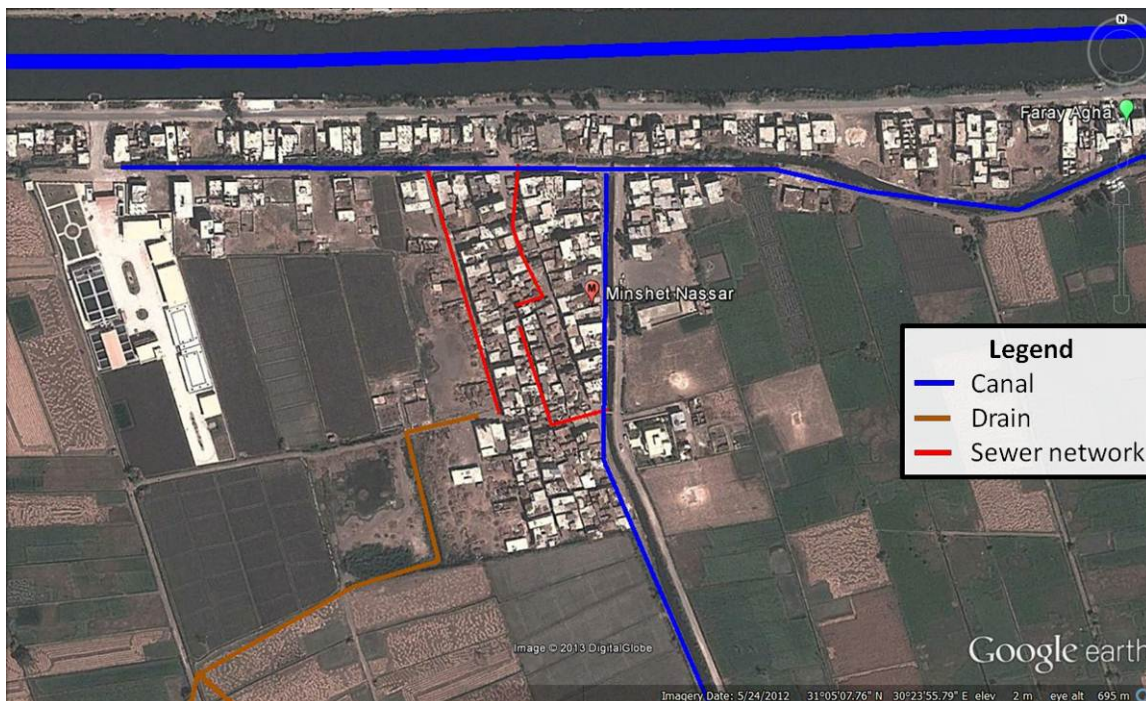 N
Faray Agha
M
Minshet Nassar
Legend
Canal
Drain
Sewer network
Image © 2013 DigitalGlobe
Google earth
Imagery Date: 5/24/2012 31°05'07.76" N 30°23'55.79" E elev 2 m eye alt 695 m